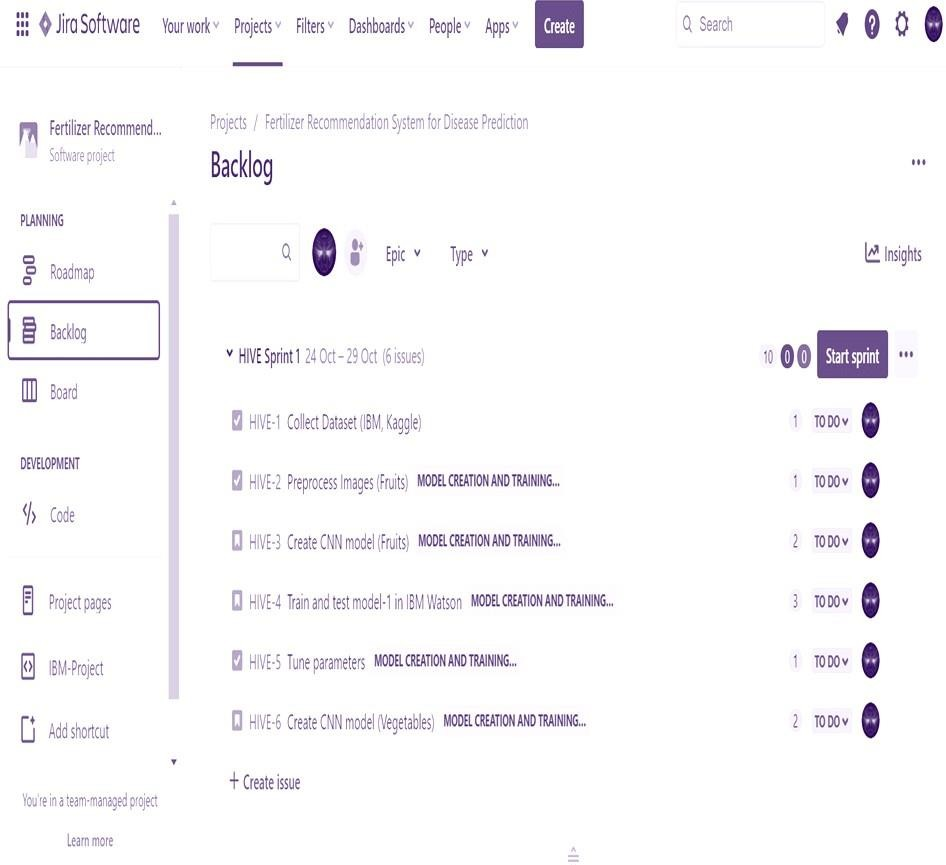 Jira Software Your work Projects Filters Dashboards People Apps Create Search
Fertilizer Recommend...
Software project
PLANNING
Roadmap
Backlog
Board
DEVELOPMENT
Code
Project pages
IBM-Project
Add shortcut
You're in a team-managed project
Learn more
Projects / Fertilizer Recommendation System for Disease Prediction
Backlog
Epic Type Insights
HIVE Sprint 1 24 Oct – 29 Oct (6 issues) 10 0 0 Start sprint
HIVE-1 Collect Dataset (IBM, Kaggle) 1 TO DO
HIVE-2 Preprocess Images (Fruits) MODEL CREATION AND TRAINING... 1 TO DO
HIVE-3 Create CNN model (Fruits) MODEL CREATION AND TRAINING... 2 TO DO
HIVE-4 Train and test model-1 in IBM Watson MODEL CREATION AND TRAINING... 3 TO DO
HIVE-5 Tune parameters MODEL CREATION AND TRAINING... 1 TO DO
HIVE-6 Create CNN model (Vegetables) MODEL CREATION AND TRAINING... 2 TO DO
+ Create issue